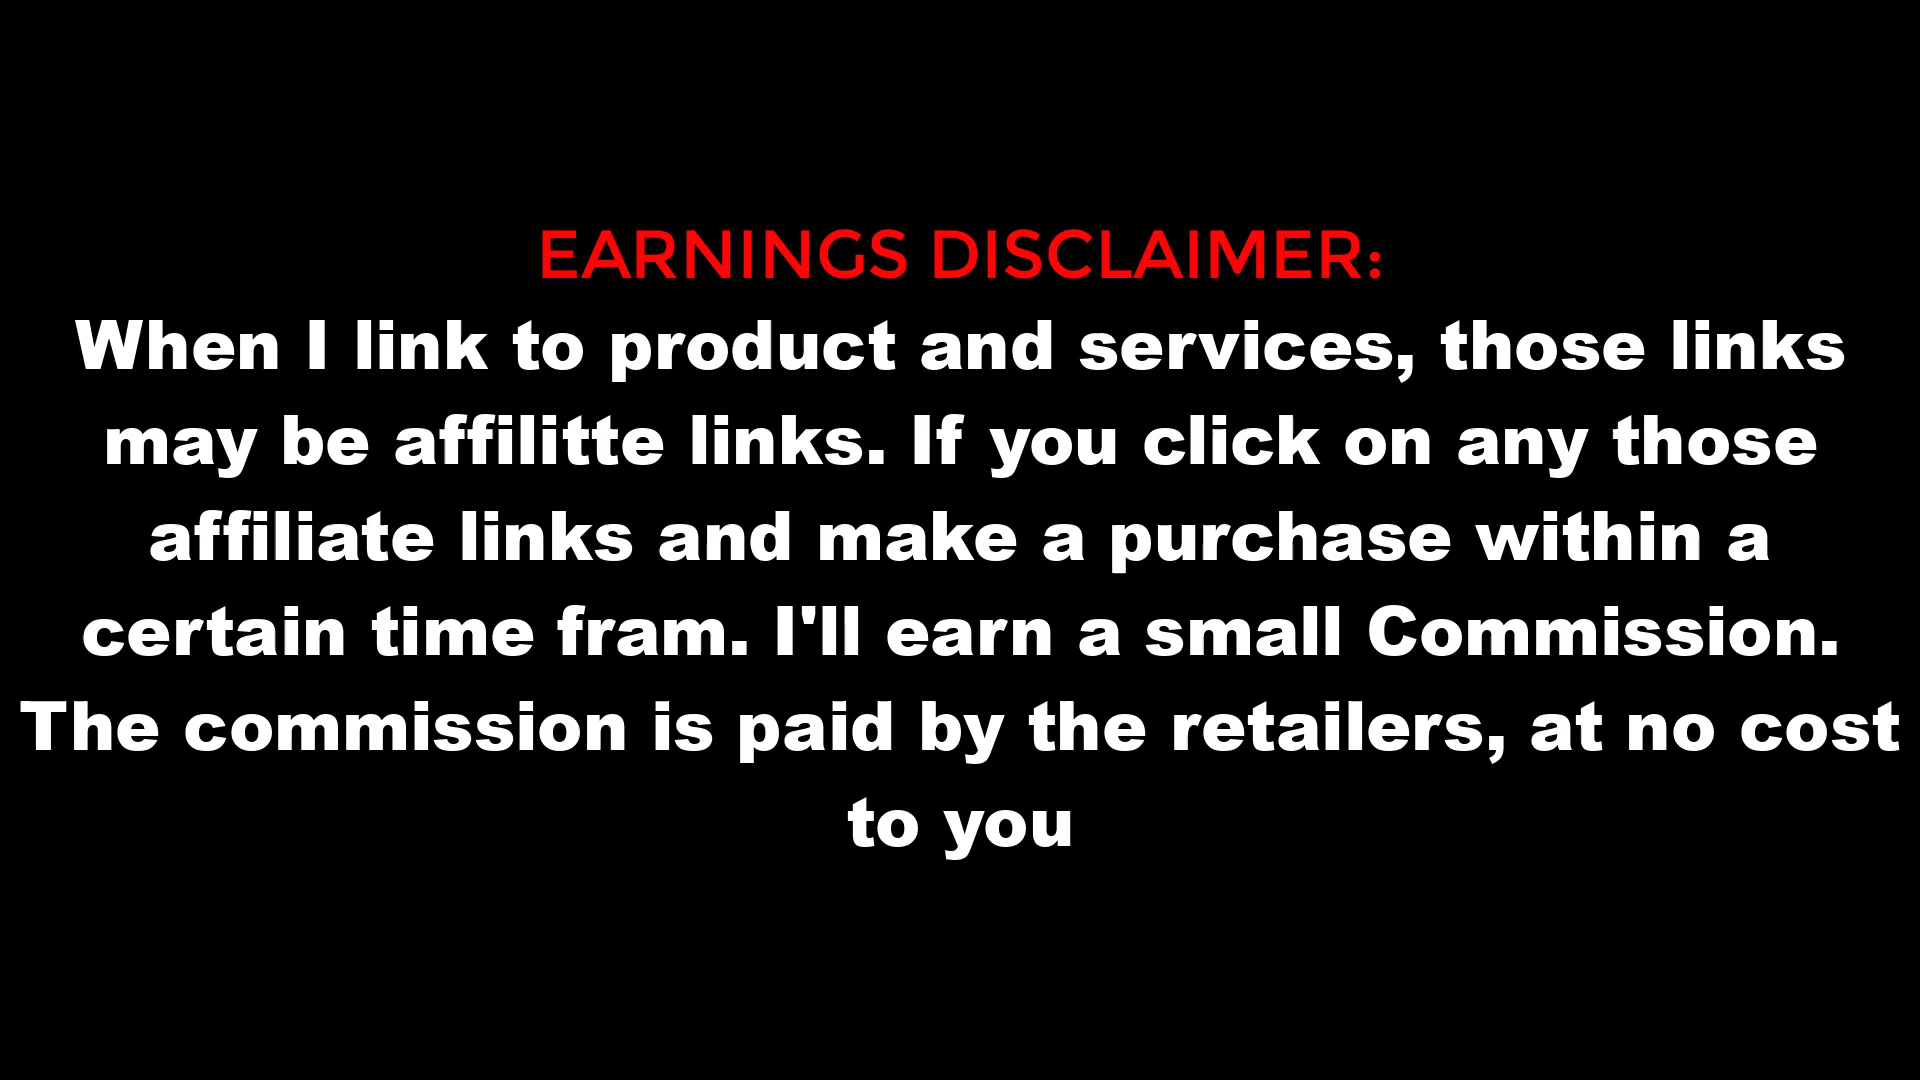 EARNINGS DISCLAIMER:
When I link to product and services, those links
may be affilitte links. If you click on any those
affiliate links and make a purchase within a
certain time fram. I'll earn a small Commission.
The commission is paid by the retailers, at no cost
to you